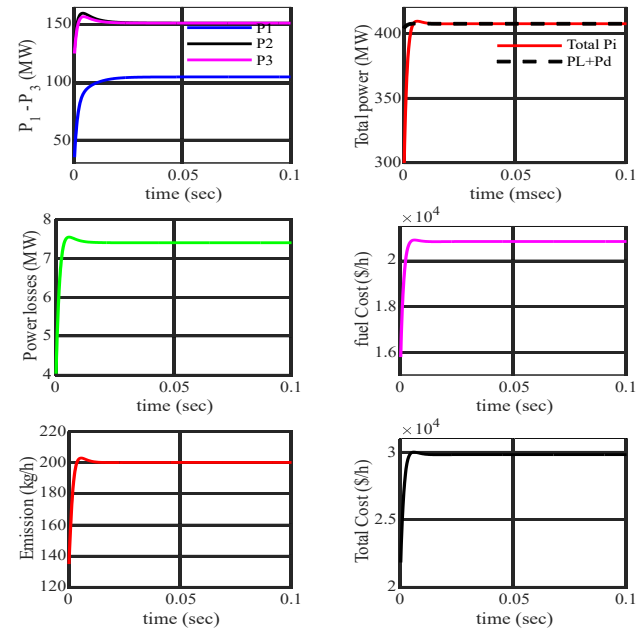 150
100
50
P1 - P3 (MW)
P1
P2
P3
0
0.05
0.1
time (sec)
400
350
300
Total power (MW)
Total Pi
PL+Pd
0
0.05
0.1
time (msec)
8
7
6
5
4
Power losses (MW)
0
0.05
0.1
time (sec)
×10^4
2
1.8
1.6
fuel Cost ($/h)
0
0.05
0.1
time (sec)
220
200
180
160
140
120
Emission (kg/h)
0
0.05
0.1
time (sec)
×10^4
3
2.5
2
Total Cost ($/h)
0
0.05
0.1
time (sec)